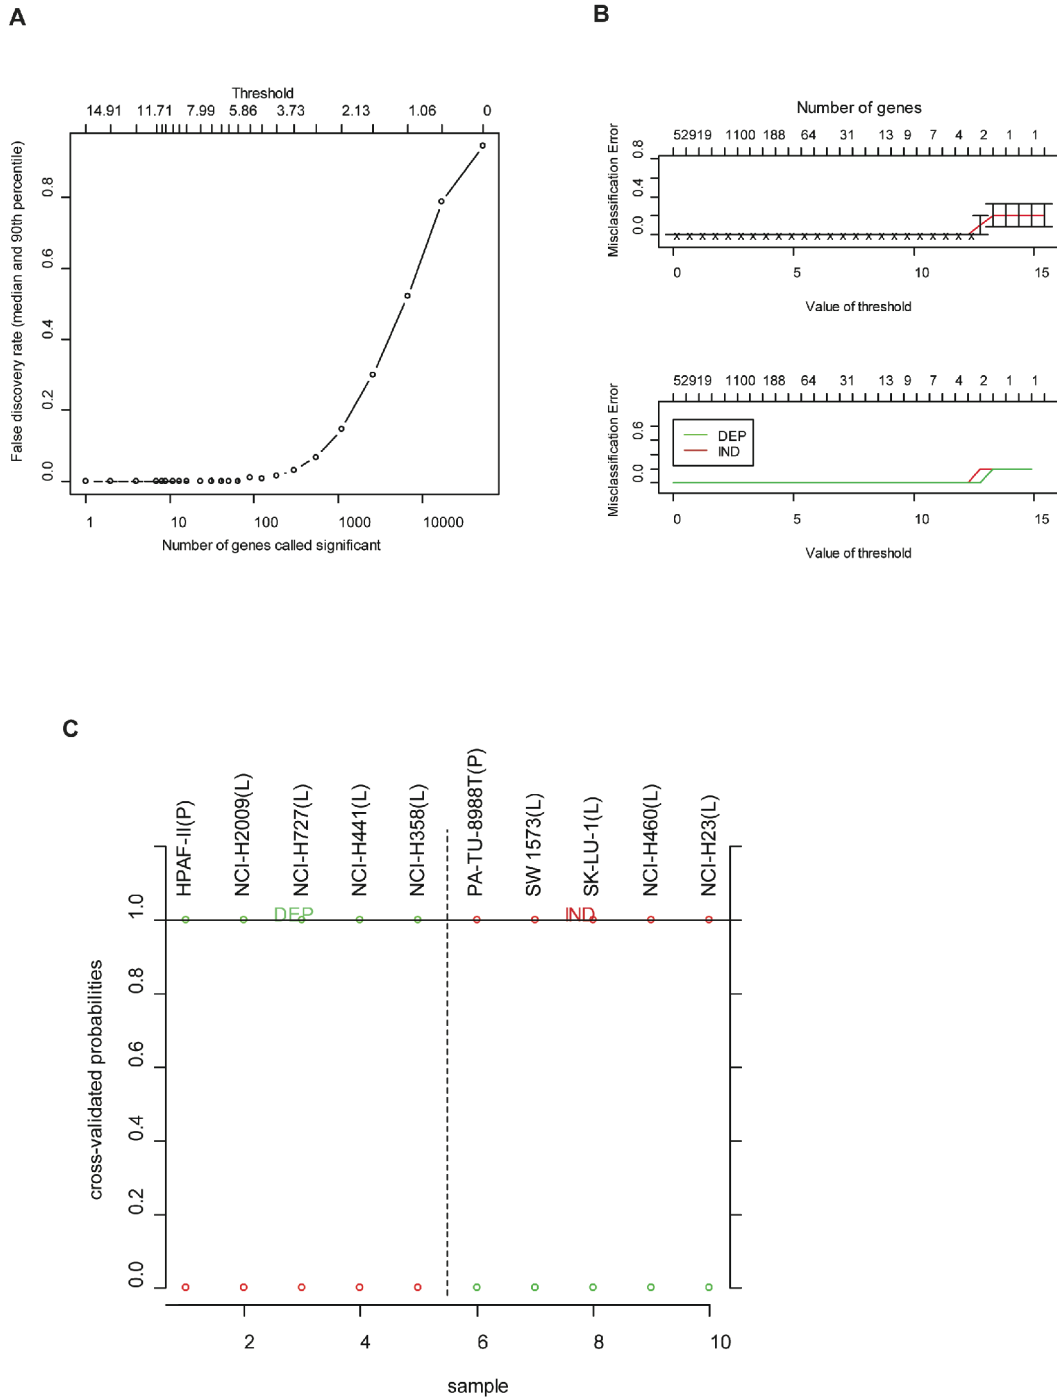 A
Threshold
14.91 11.71 7.99 5.86 3.73 2.13 1.06 0
False discovery rate (median and 90th percentile)
0.8
0.6
0.4
0.2
0.0
1 10 100 1000 10000
Number of genes called significant
B
Number of genes
52919 1100 188 64 31 13 9 7 4 2 1 1
Misclassification Error
0.8
0.4
0.0
0 5 10 15
Value of threshold
52919 1100 188 64 31 13 9 7 4 2 1 1
Misclassification Error
0.6
0.0
DEP
IND
0 5 10 15
Value of threshold
C
HPAF-II(P)
NCI-H2009(L)
NCI-H727(L)
NCI-H441(L)
NCI-H358(L)
PA-TU-8988T(P)
SW 1573(L)
SK-LU-1(L)
NCI-H460(L)
NCI-H23(L)
DEP IND
cross-validated probabilities
1.0
0.8
0.6
0.4
0.2
0.0
2 4 6 8 10
sample